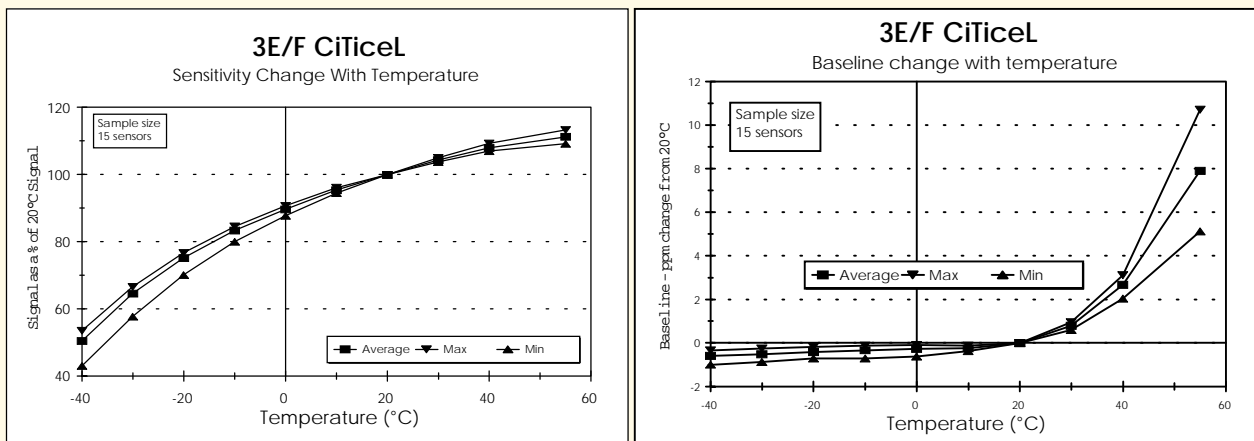 3E/F CiTiceL
Sensitivity Change With Temperature
120
100
80
60
40
Signal as a % of 20°C Signal
Sample size
15 sensors
Average Max Min
-40 -20 0 20 40 60
Temperature (°C)
3E/F CiTiceL
Baseline change with temperature
12
10
8
6
4
2
0
-2
Baseline - ppm change from 20°C
Sample size
15 sensors
Average Max Min
-40 -20 0 20 40 60
Temperature (°C)